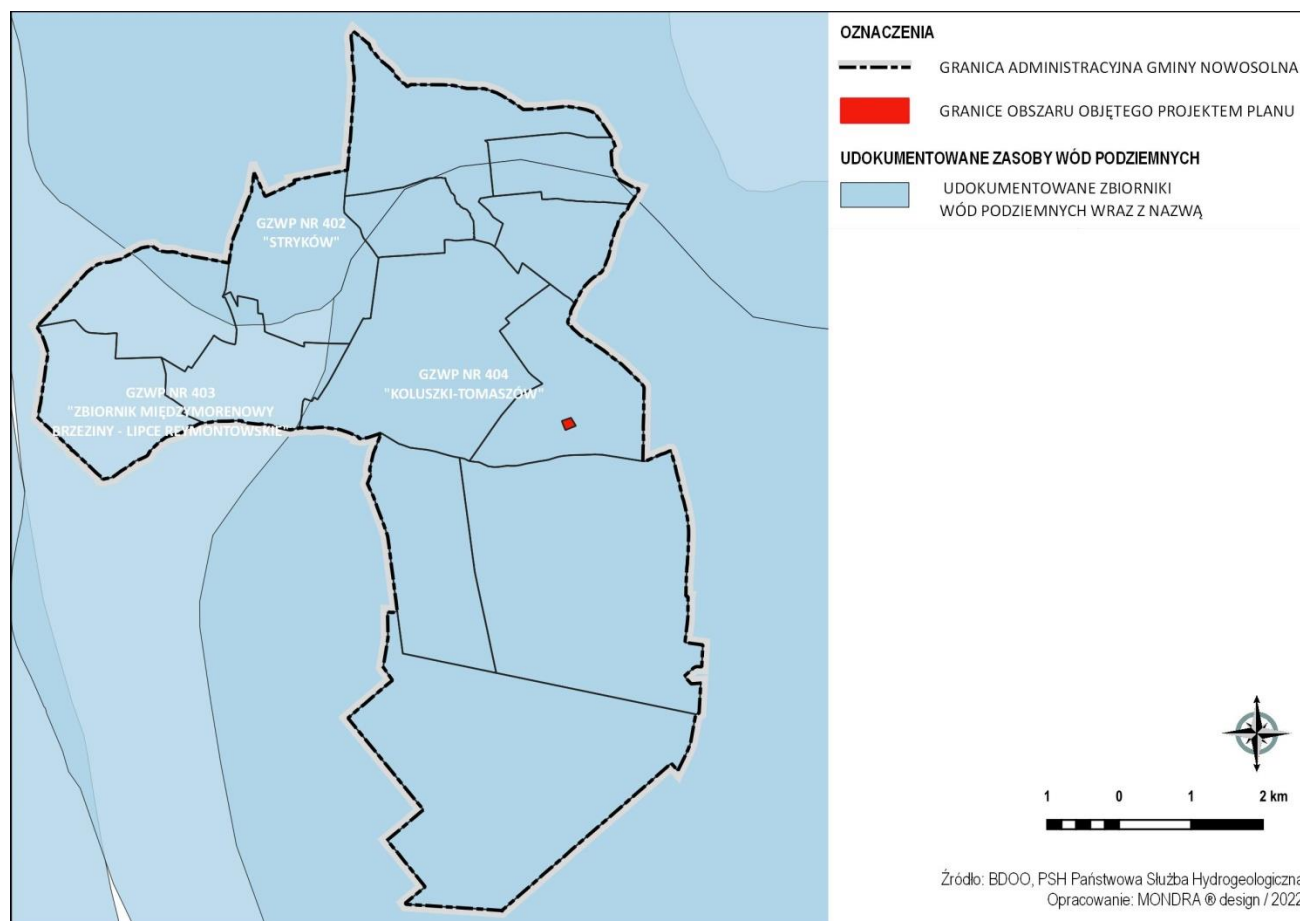 GZWP NR 402
"STRYKÓW"
GZWP NR 404
"KOLUSZKI-TOMASZÓW"
GZWP NR 403
"ZBIORNIK MIĘDZYMORENOWY
BRZEZINY - LIPCE REYMONTOWSKIE"
OZNACZENIA
GRANICA ADMINISTRACYJNA GMINY NOWOSOLNA
GRANICE OBSZARU OBJĘTEGO PROJEKTEM PLANU
UDOKUMENTOWANE ZASOBY WÓD PODZIEMNYCH
UDOKUMENTOWANE ZBIORNIKI
WÓD PODZIEMNYCH WRAZ Z NAZWĄ
1 0 1 2 km
Źródło: BDOO, PSH Państwowa Służba Hydrogeologiczna
Opracowanie: MONDRA ® design / 2022